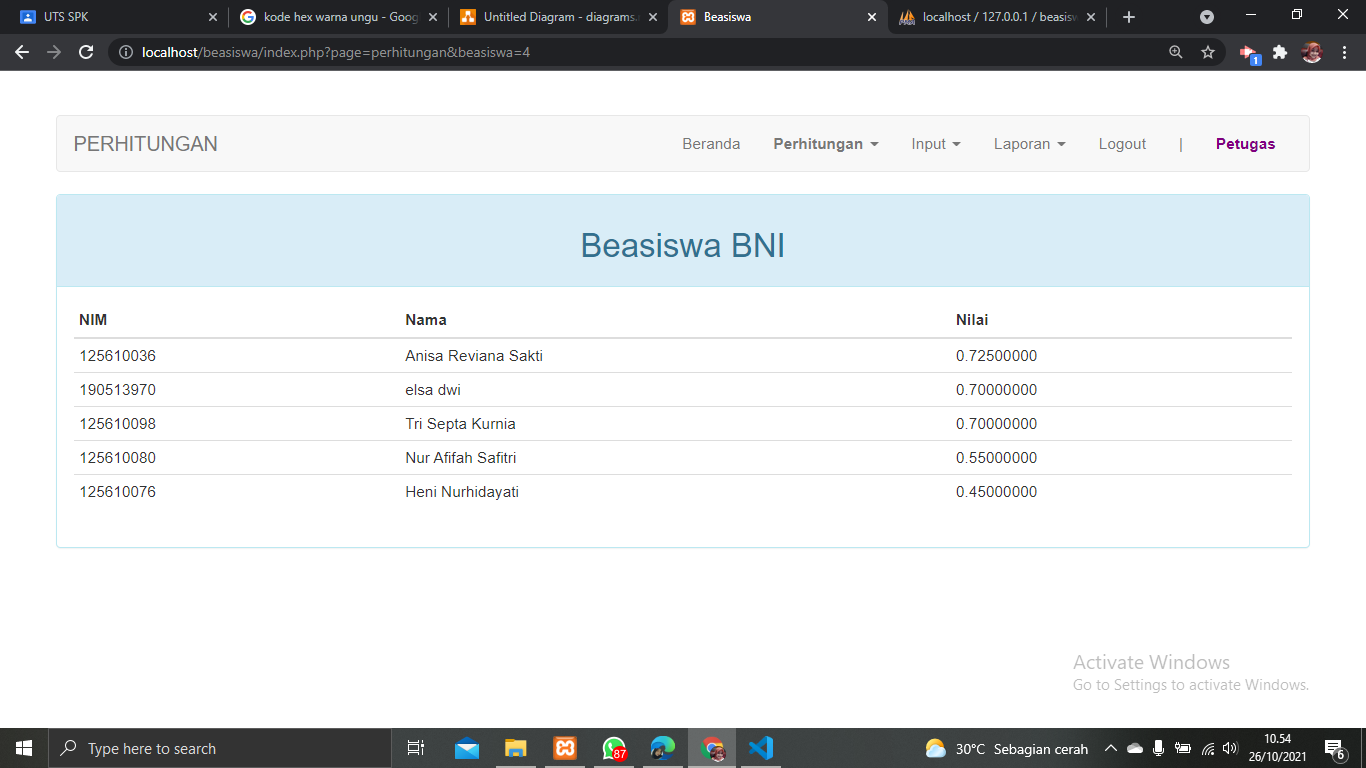 UTS SPK
kode hex warna ungu - Goog
Untitled Diagram - diagrams.
Beasiswa
localhost / 127.0.0.1 / beasisw
localhost/beasiswa/index.php?page=perhitungan&beasiswa=4
1
PERHITUNGAN
Beranda
Perhitungan
Input
Laporan
Logout
|
Petugas
Beasiswa BNI
NIM Nama Nilai
125610036 Anisa Reviana Sakti 0.72500000
190513970 elsa dwi 0.70000000
125610098 Tri Septa Kurnia 0.70000000
125610080 Nur Afifah Safitri 0.55000000
125610076 Heni Nurhidayati 0.45000000
Activate Windows
Go to Settings to activate Windows.
Type here to search
87
30°C Sebagian cerah
10.54
26/10/2021
6